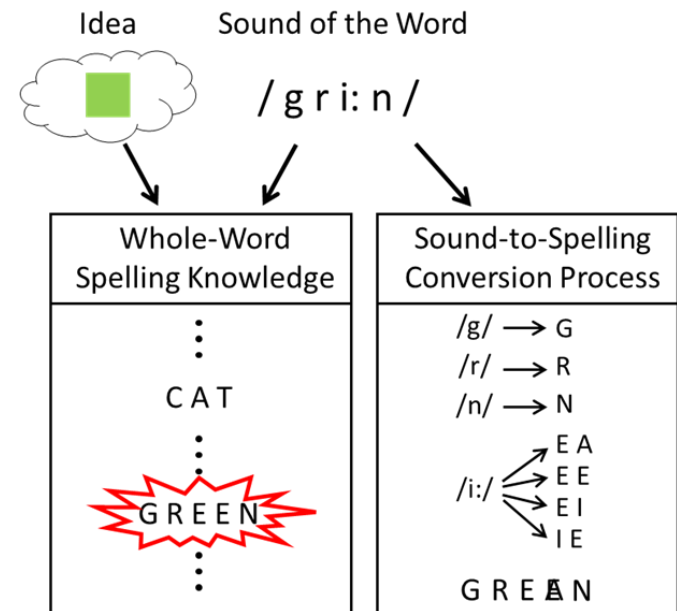 Idea
Sound of the Word
/ g r i: n /
Whole-Word
Spelling Knowledge
CAT
GREEN
Sound-to-Spelling
Conversion Process
/g/ → G
/r/ → R
/n/ → N
/i:/
EA
EE
EI
IE